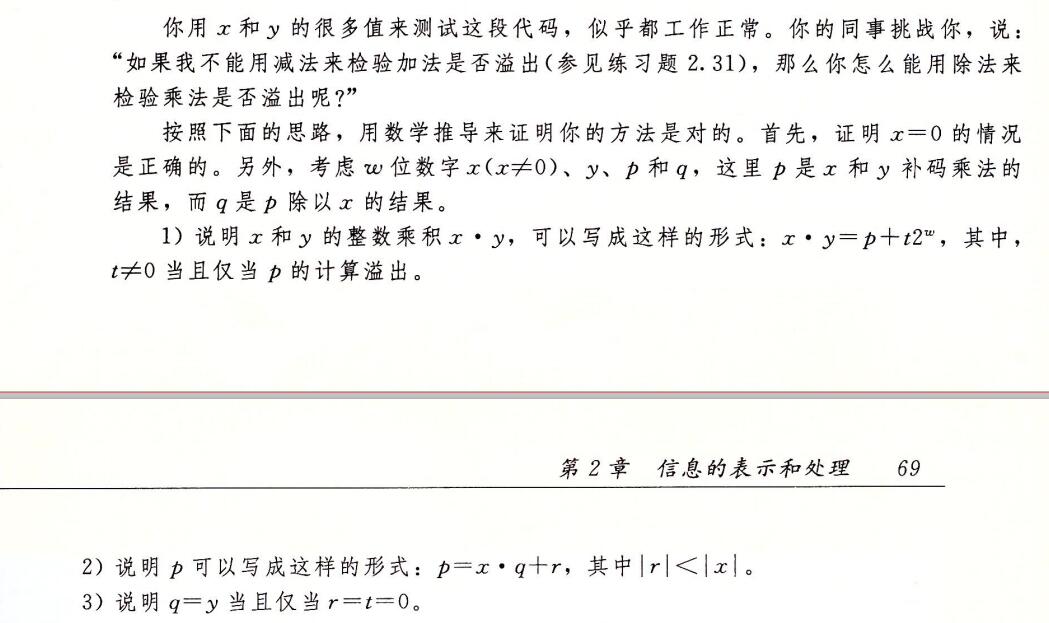 你用 x 和 y 的很多值来测试这段代码，似乎都工作正常。你的同事挑战你，说：
“如果我不能用减法来检验加法是否溢出(参见练习题 2.31)，那么你怎么能用除法来
检验乘法是否溢出呢?”
按照下面的思路，用数学推导来证明你的方法是对的。首先，证明 x=0 的情况
是正确的。另外，考虑 w 位数字 x(x≠0)、y、p 和 q，这里 p 是 x 和 y 补码乘法的
结果，而 q 是 p 除以 x 的结果。
1) 说明 x 和 y 的整数乘积 x·y，可以写成这样的形式：x·y=p+t2ʷ，其中，
t≠0 当且仅当 p 的计算溢出。
第 2 章 信息的表示和处理 69
2) 说明 p 可以写成这样的形式：p=x·q+r，其中|r|<|x|。
3) 说明 q=y 当且仅当 r=t=0。